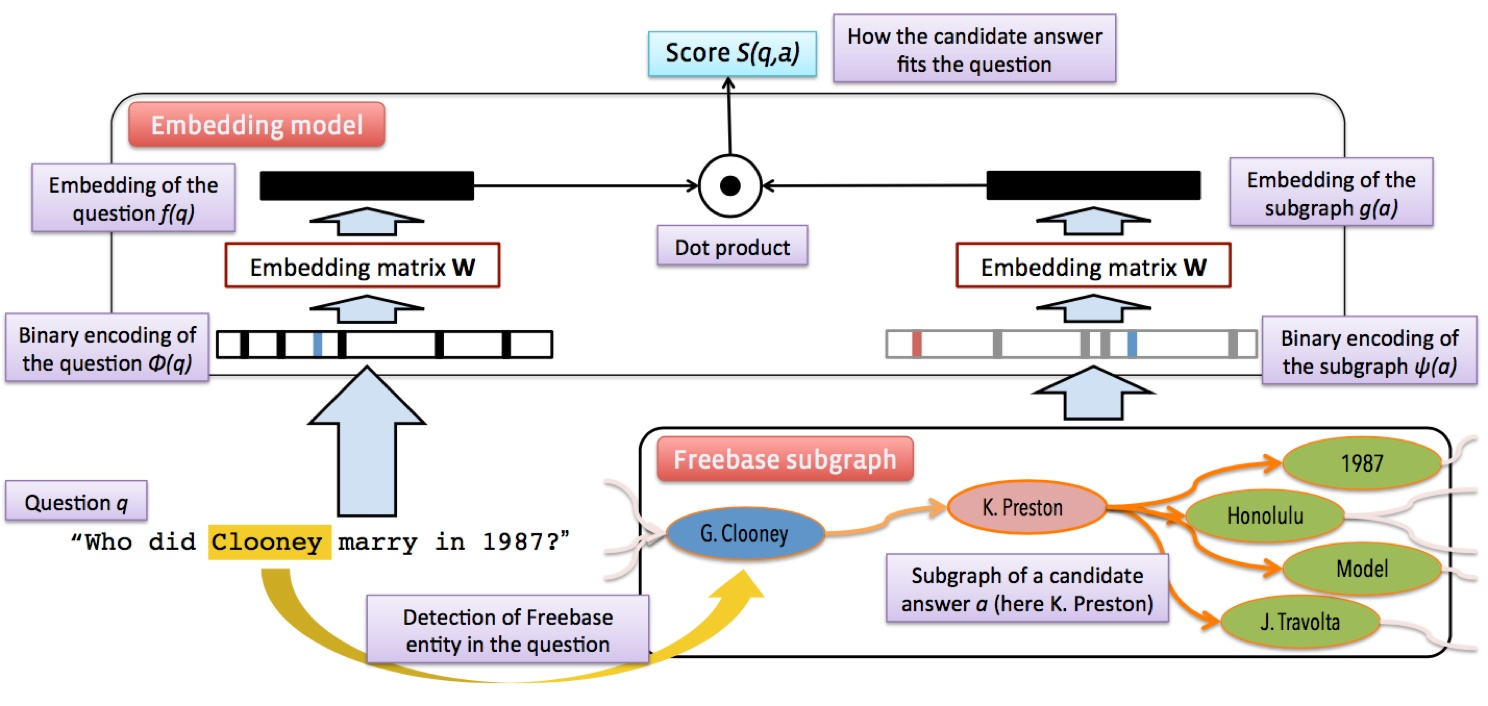 Score S(q,a)
How the candidate answer
fits the question
Embedding model
Embedding of the
question f(q)
Embedding of the
subgraph g(a)
Dot product
Embedding matrix W
Embedding matrix W
Binary encoding of
the question Φ(q)
Binary encoding of
the subgraph ψ(a)
Freebase subgraph
Question q
“Who did Clooney marry in 1987?”
G. Clooney
K. Preston
1987
Honolulu
Model
J. Travolta
Subgraph of a candidate
answer a (here K. Preston)
Detection of Freebase
entity in the question